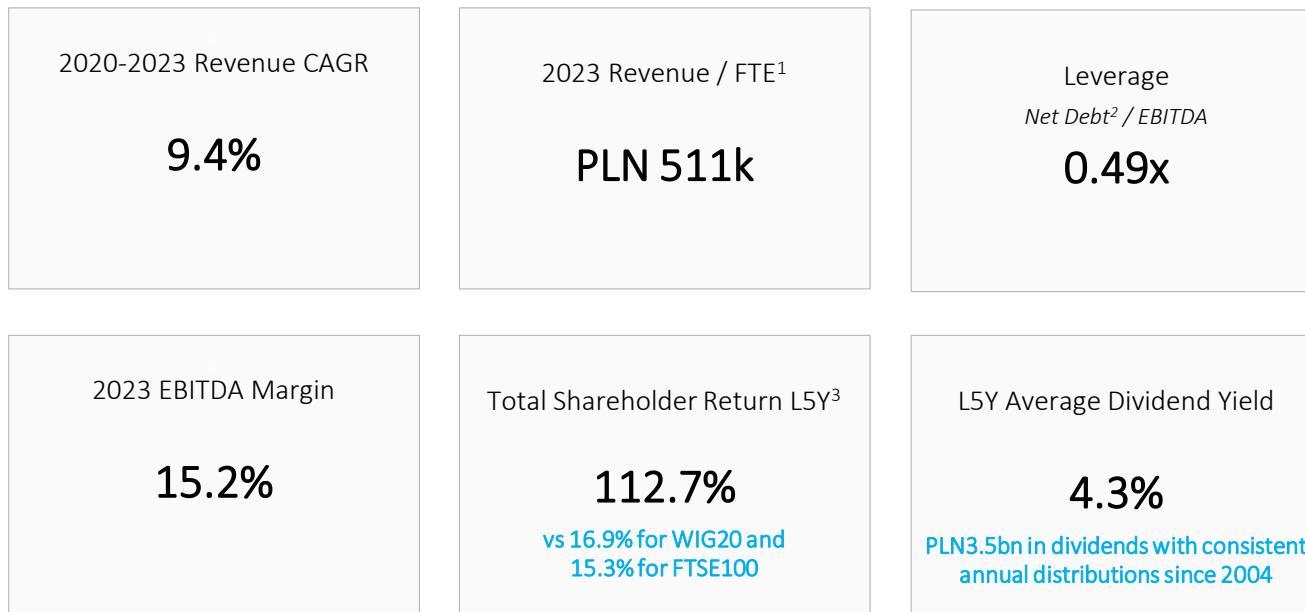 2020-2023 Revenue CAGR
9.4%
2023 Revenue / FTE¹
PLN 511k
Leverage
Net Debt² / EBITDA
0.49x
2023 EBITDA Margin
15.2%
Total Shareholder Return L5Y³
112.7%
vs 16.9% for WIG20 and
15.3% for FTSE100
L5Y Average Dividend Yield
4.3%
PLN3.5bn in dividends with consistent
annual distributions since 2004